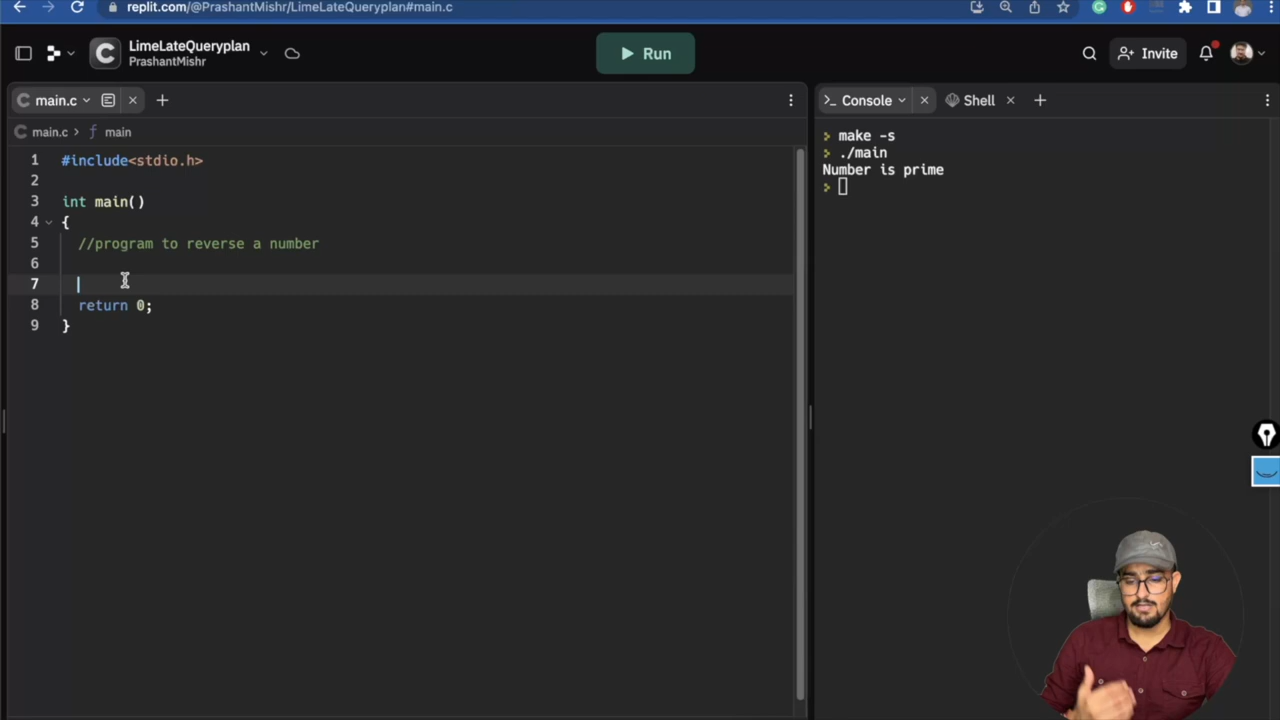 replit.com/@PrashantMishr/LimeLateQueryplan#main.c
LimeLateQueryplan
PrashantMishr
Run
Invite
main.c
main.c > f main
1 #include<stdio.h>
2
3 int main()
4 {
5 //program to reverse a number
6
7
8 return 0;
9 }
>_ Console
Shell
> make -s
> ./main
Number is prime
>